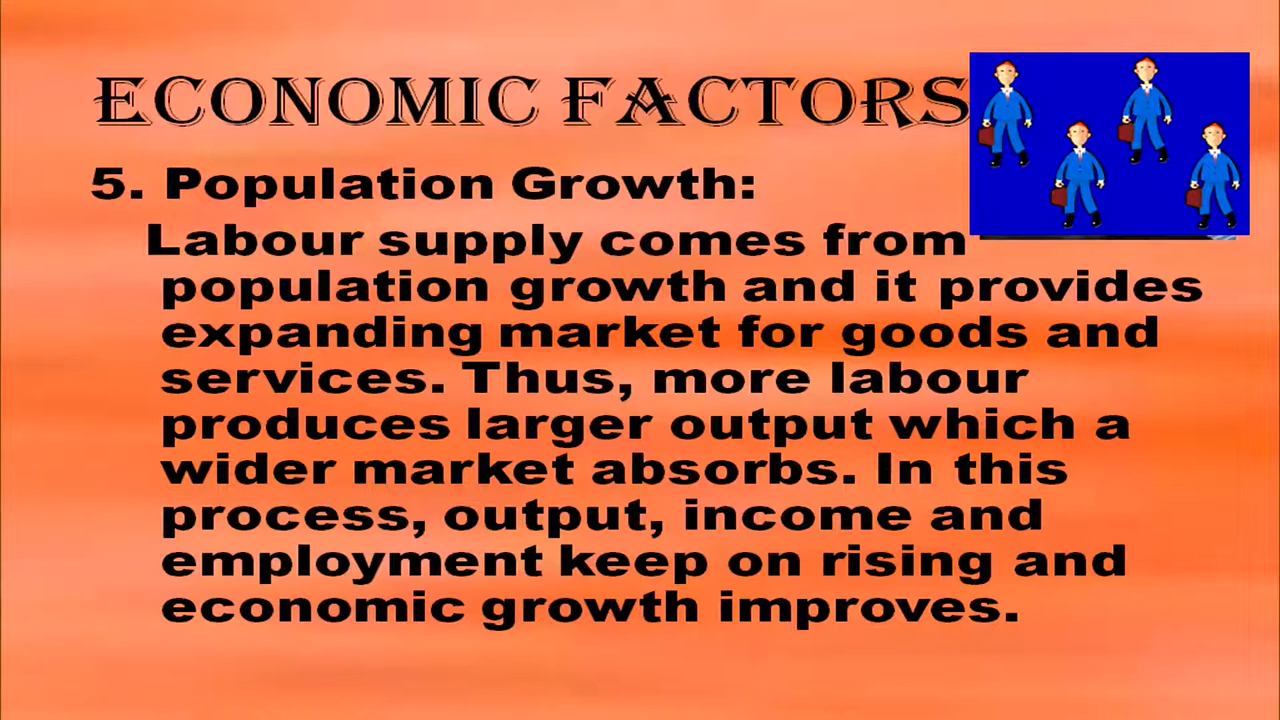 ECONOMIC FACTORS
5. Population Growth:
Labour supply comes from
population growth and it provides
expanding market for goods and
services. Thus, more labour
produces larger output which a
wider market absorbs. In this
process, output, income and
employment keep on rising and
economic growth improves.